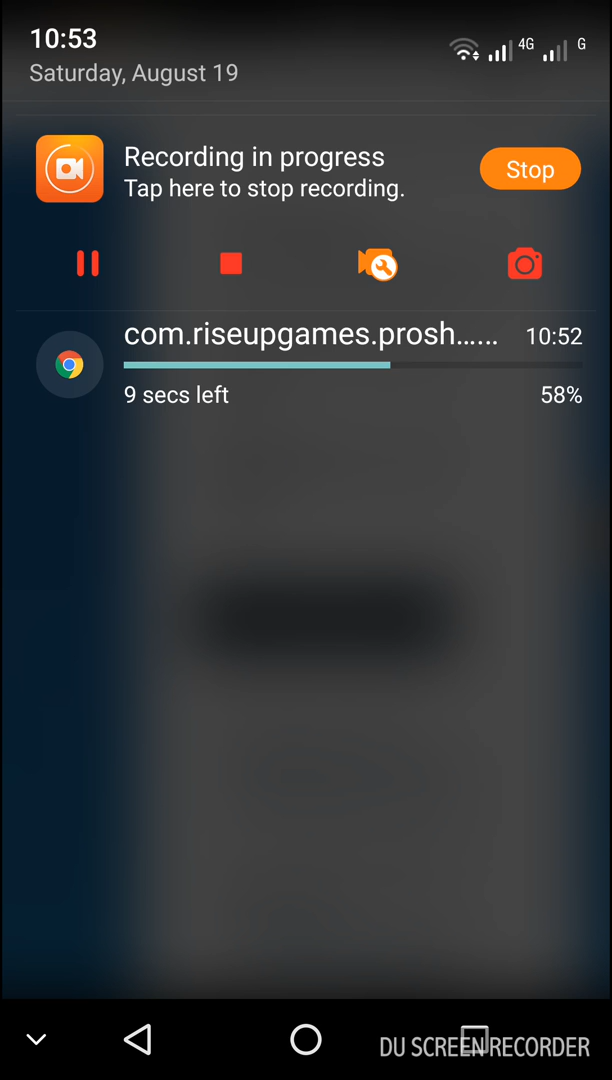 10:53
4G
G
Saturday, August 19
Recording in progress
Tap here to stop recording.
Stop
com.riseupgames.prosh......
10:52
9 secs left
58%
DU SCREEN RECORDER